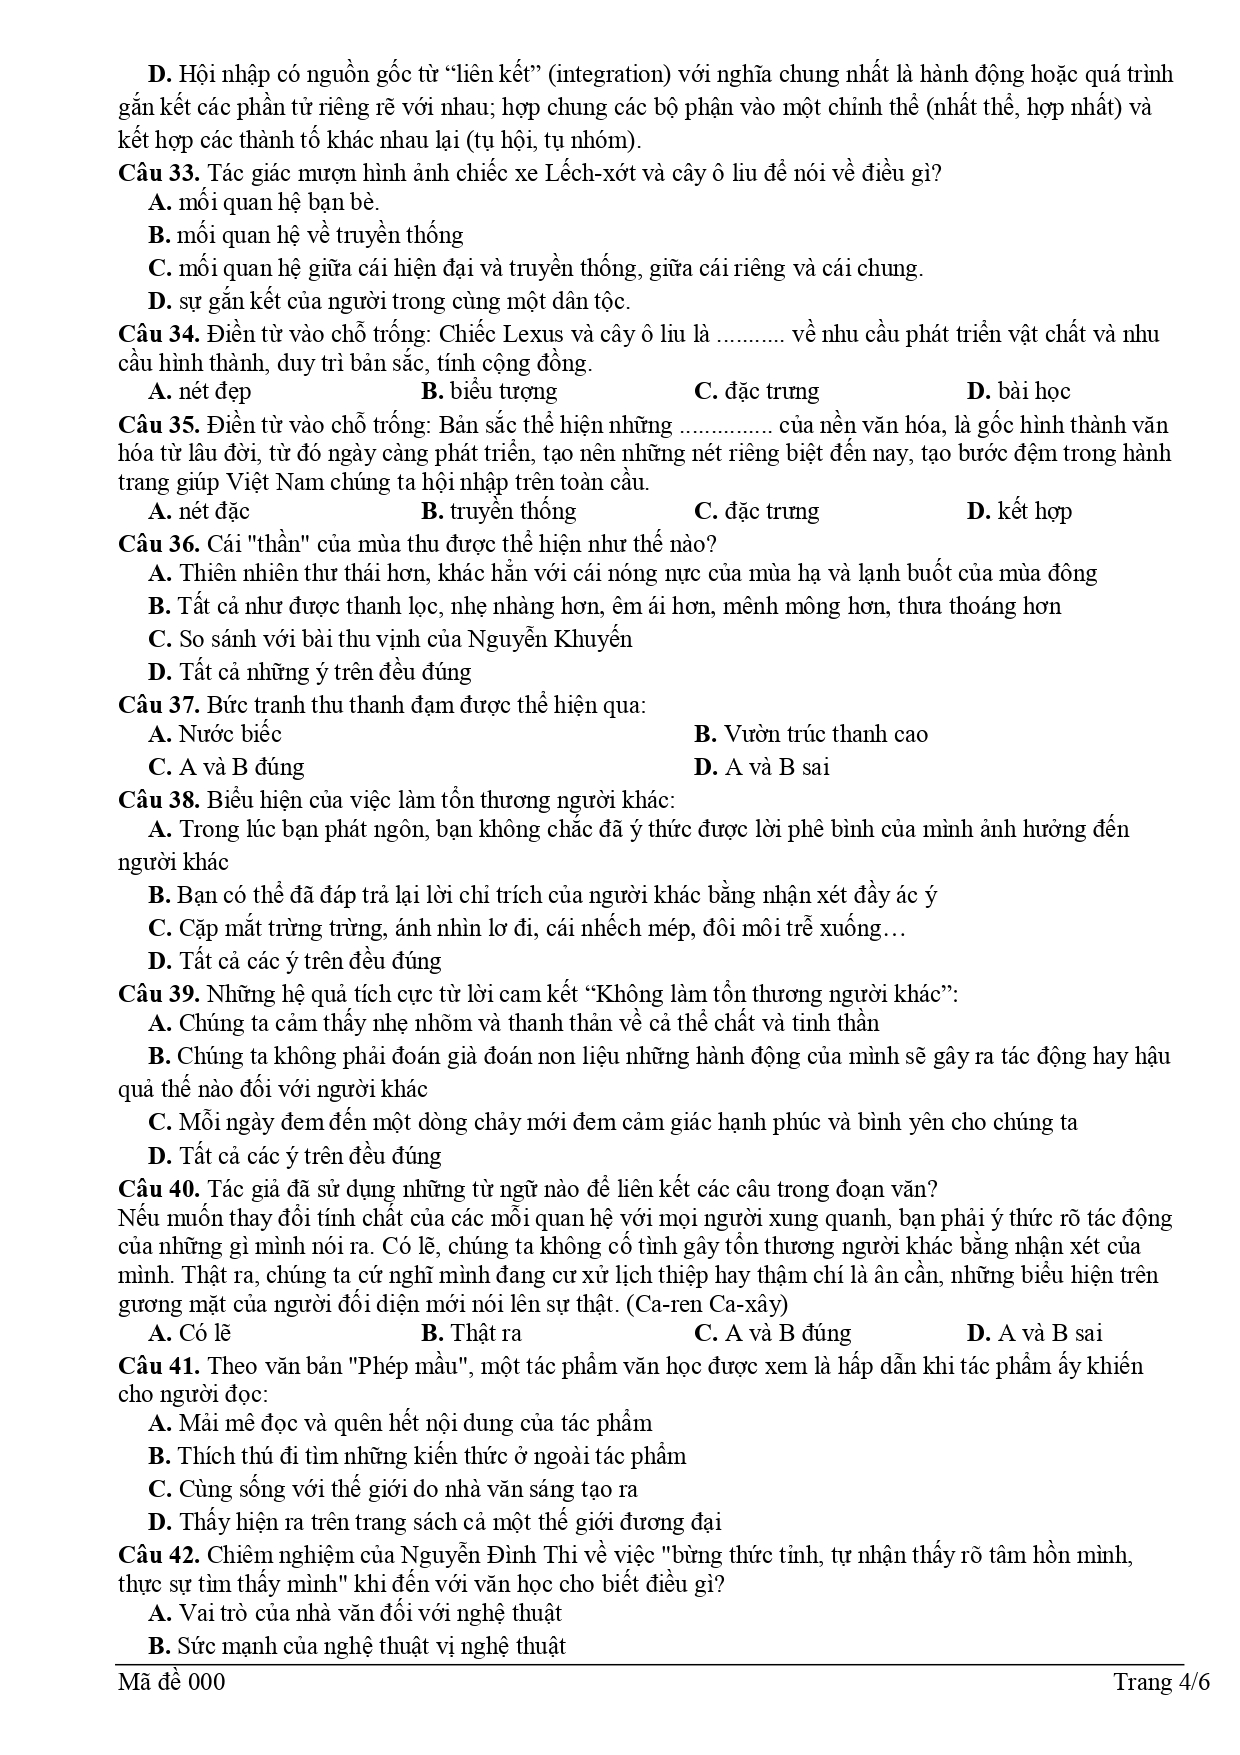 D. Hội nhập có nguồn gốc từ “liên kết” (integration) với nghĩa chung nhất là hành động hoặc quá trình
gắn kết các phần tử riêng rẽ với nhau; hợp chung các bộ phận vào một chỉnh thể (nhất thể, hợp nhất) và
kết hợp các thành tố khác nhau lại (tụ hội, tụ nhóm).
Câu 33. Tác giác mượn hình ảnh chiếc xe Lếch-xớt và cây ô liu để nói về điều gì?
A. mối quan hệ bạn bè.
B. mối quan hệ về truyền thống
C. mối quan hệ giữa cái hiện đại và truyền thống, giữa cái riêng và cái chung.
D. sự gắn kết của người trong cùng một dân tộc.
Câu 34. Điền từ vào chỗ trống: Chiếc Lexus và cây ô liu là ........... về nhu cầu phát triển vật chất và nhu
cầu hình thành, duy trì bản sắc, tính cộng đồng.
A. nét đẹp B. biểu tượng C. đặc trưng D. bài học
Câu 35. Điền từ vào chỗ trống: Bản sắc thể hiện những ............... của nền văn hóa, là gốc hình thành văn
hóa từ lâu đời, từ đó ngày càng phát triển, tạo nên những nét riêng biệt đến nay, tạo bước đệm trong hành
trang giúp Việt Nam chúng ta hội nhập trên toàn cầu.
A. nét đặc B. truyền thống C. đặc trưng D. kết hợp
Câu 36. Cái "thần" của mùa thu được thể hiện như thế nào?
A. Thiên nhiên thư thái hơn, khác hẳn với cái nóng nực của mùa hạ và lạnh buốt của mùa đông
B. Tất cả như được thanh lọc, nhẹ nhàng hơn, êm ái hơn, mênh mông hơn, thưa thoáng hơn
C. So sánh với bài thu vịnh của Nguyễn Khuyến
D. Tất cả những ý trên đều đúng
Câu 37. Bức tranh thu thanh đạm được thể hiện qua:
A. Nước biếc B. Vườn trúc thanh cao
C. A và B đúng D. A và B sai
Câu 38. Biểu hiện của việc làm tổn thương người khác:
A. Trong lúc bạn phát ngôn, bạn không chắc đã ý thức được lời phê bình của mình ảnh hưởng đến
người khác
B. Bạn có thể đã đáp trả lại lời chỉ trích của người khác bằng nhận xét đầy ác ý
C. Cặp mắt trừng trừng, ánh nhìn lơ đi, cái nhếch mép, đôi môi trễ xuống…
D. Tất cả các ý trên đều đúng
Câu 39. Những hệ quả tích cực từ lời cam kết “Không làm tổn thương người khác”:
A. Chúng ta cảm thấy nhẹ nhõm và thanh thản về cả thể chất và tinh thần
B. Chúng ta không phải đoán già đoán non liệu những hành động của mình sẽ gây ra tác động hay hậu
quả thế nào đối với người khác
C. Mỗi ngày đem đến một dòng chảy mới đem cảm giác hạnh phúc và bình yên cho chúng ta
D. Tất cả các ý trên đều đúng
Câu 40. Tác giả đã sử dụng những từ ngữ nào để liên kết các câu trong đoạn văn?
Nếu muốn thay đổi tính chất của các mỗi quan hệ với mọi người xung quanh, bạn phải ý thức rõ tác động
của những gì mình nói ra. Có lẽ, chúng ta không cố tình gây tổn thương người khác bằng nhận xét của
mình. Thật ra, chúng ta cứ nghĩ mình đang cư xử lịch thiệp hay thậm chí là ân cần, những biểu hiện trên
gương mặt của người đối diện mới nói lên sự thật. (Ca-ren Ca-xây)
A. Có lẽ B. Thật ra C. A và B đúng D. A và B sai
Câu 41. Theo văn bản "Phép mầu", một tác phẩm văn học được xem là hấp dẫn khi tác phẩm ấy khiến
cho người đọc:
A. Mải mê đọc và quên hết nội dung của tác phẩm
B. Thích thú đi tìm những kiến thức ở ngoài tác phẩm
C. Cùng sống với thế giới do nhà văn sáng tạo ra
D. Thấy hiện ra trên trang sách cả một thế giới đương đại
Câu 42. Chiêm nghiệm của Nguyễn Đình Thi về việc "bừng thức tỉnh, tự nhận thấy rõ tâm hồn mình,
thực sự tìm thấy mình" khi đến với văn học cho biết điều gì?
A. Vai trò của nhà văn đối với nghệ thuật
B. Sức mạnh của nghệ thuật vị nghệ thuật
Mã đề 000 Trang 4/6